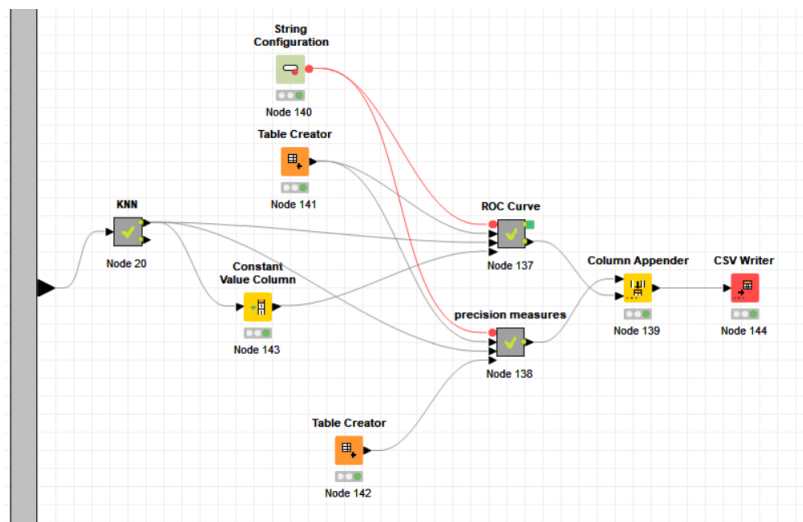 String
Configuration
Node 140
Table Creator
Node 141
KNN
Node 20
ROC Curve
Node 137
Constant
Value Column
Node 143
Column Appender
Node 139
CSV Writer
Node 144
precision measures
Node 138
Table Creator
Node 142